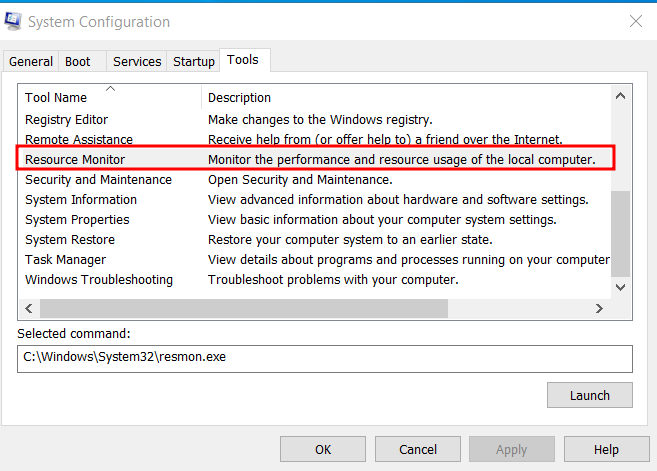 System Configuration
General Boot Services Startup Tools
Tool Name Description
Registry Editor Make changes to the Windows registry.
Remote Assistance Receive help from (or offer help to) a friend over the Internet.
Resource Monitor Monitor the performance and resource usage of the local computer.
Security and Maintenance Open Security and Maintenance.
System Information View advanced information about hardware and software settings.
System Properties View basic information about your computer system settings.
System Restore Restore your computer system to an earlier state.
Task Manager View details about programs and processes running on your computer
Windows Troubleshooting Troubleshoot problems with your computer.
Selected command:
C:\Windows\System32\resmon.exe
Launch
OK Cancel Apply Help